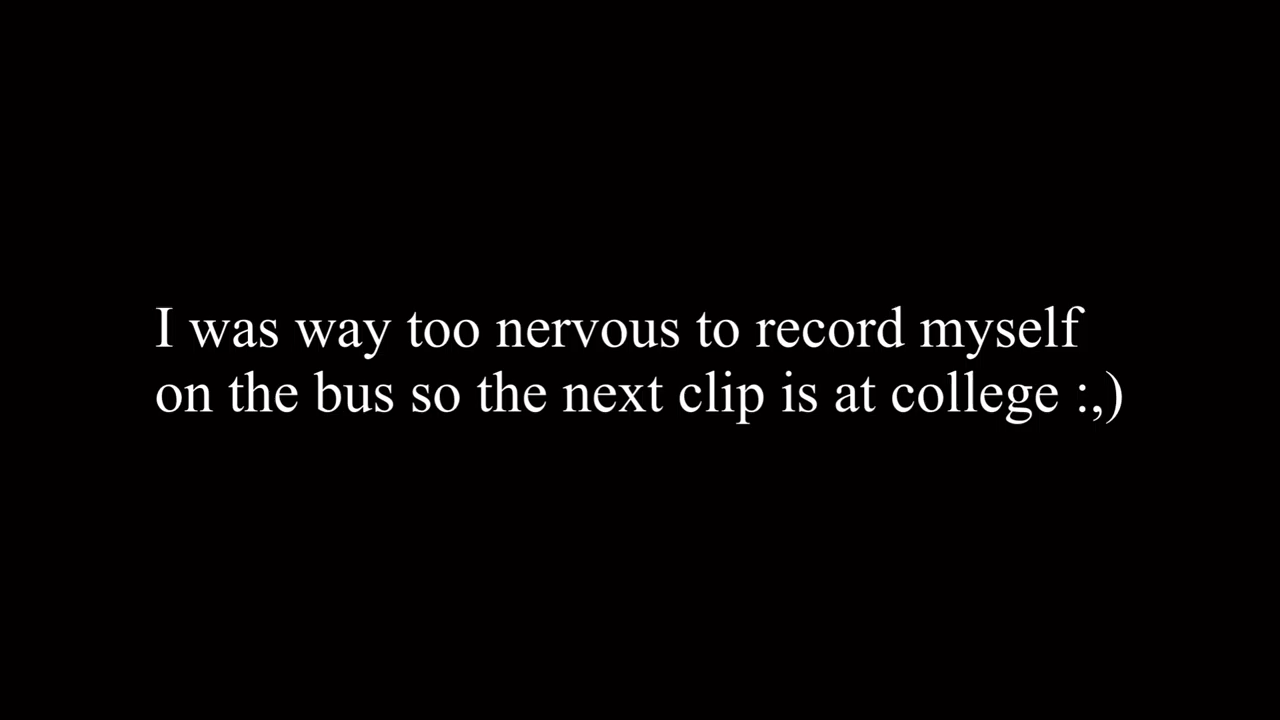 I was way too nervous to record myself
on the bus so the next clip is at college :,)